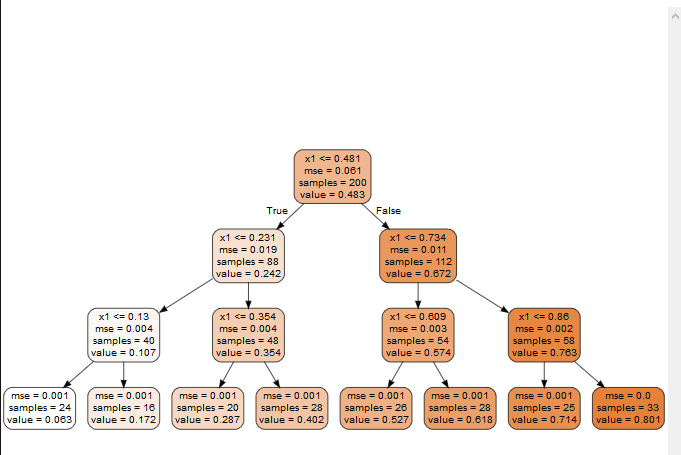 x1 <= 0.481
mse = 0.061
samples = 200
value = 0.483
True
False
x1 <= 0.231
mse = 0.019
samples = 88
value = 0.242
x1 <= 0.734
mse = 0.011
samples = 112
value = 0.672
x1 <= 0.13
mse = 0.004
samples = 40
value = 0.107
x1 <= 0.354
mse = 0.004
samples = 48
value = 0.354
x1 <= 0.609
mse = 0.003
samples = 54
value = 0.574
x1 <= 0.86
mse = 0.002
samples = 58
value = 0.763
mse = 0.001
samples = 24
value = 0.063
mse = 0.001
samples = 16
value = 0.172
mse = 0.001
samples = 20
value = 0.287
mse = 0.001
samples = 28
value = 0.402
mse = 0.001
samples = 26
value = 0.527
mse = 0.001
samples = 28
value = 0.618
mse = 0.001
samples = 25
value = 0.714
mse = 0.0
samples = 33
value = 0.801